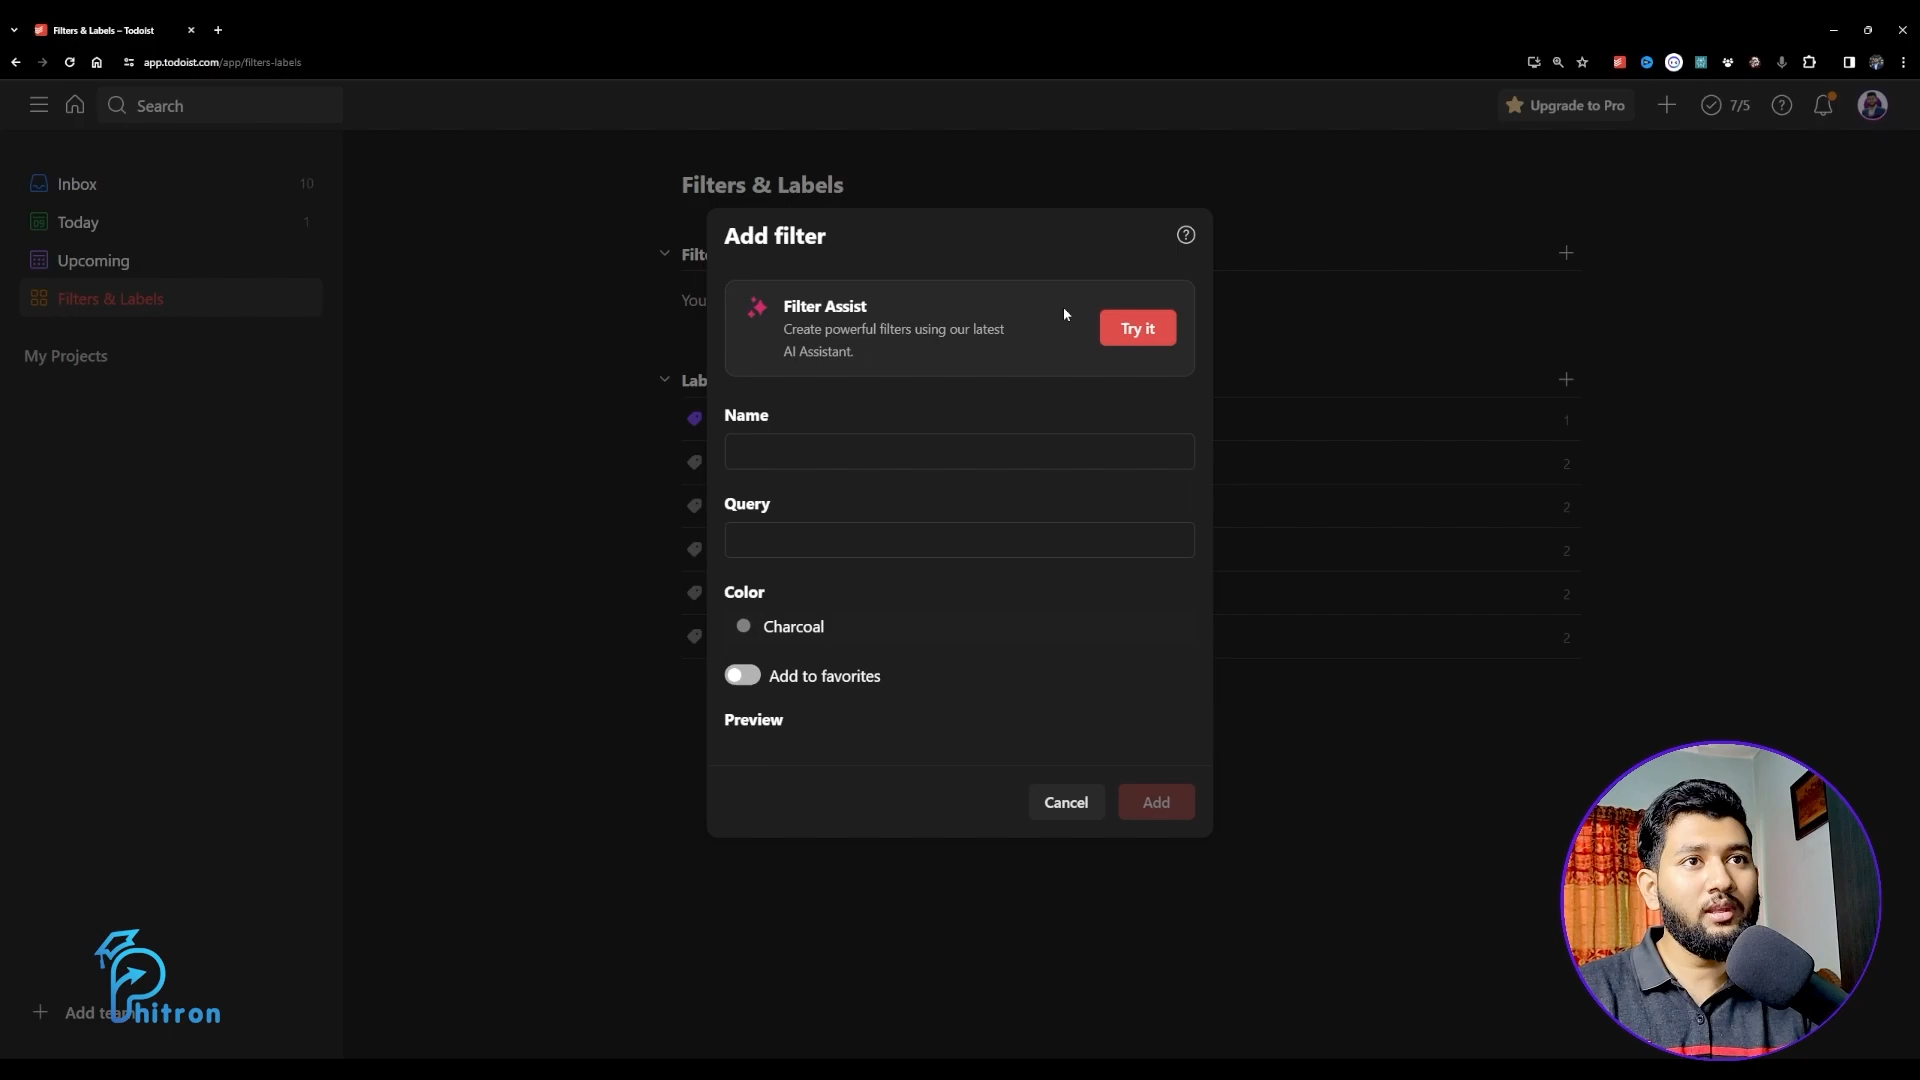 Filters & Labels – Todoist
app.todoist.com/app/filters-labels
Search
Upgrade to Pro
7/5
Inbox 10
Today 1
Upcoming
Filters & Labels
My Projects
Add tea
Phitron
Filters & Labels
Filt
You
Lab
1
2
2
2
2
2
Add filter
Filter Assist
Create powerful filters using our latest
AI Assistant.
Try it
Name
Query
Color
Charcoal
Add to favorites
Preview
Cancel
Add